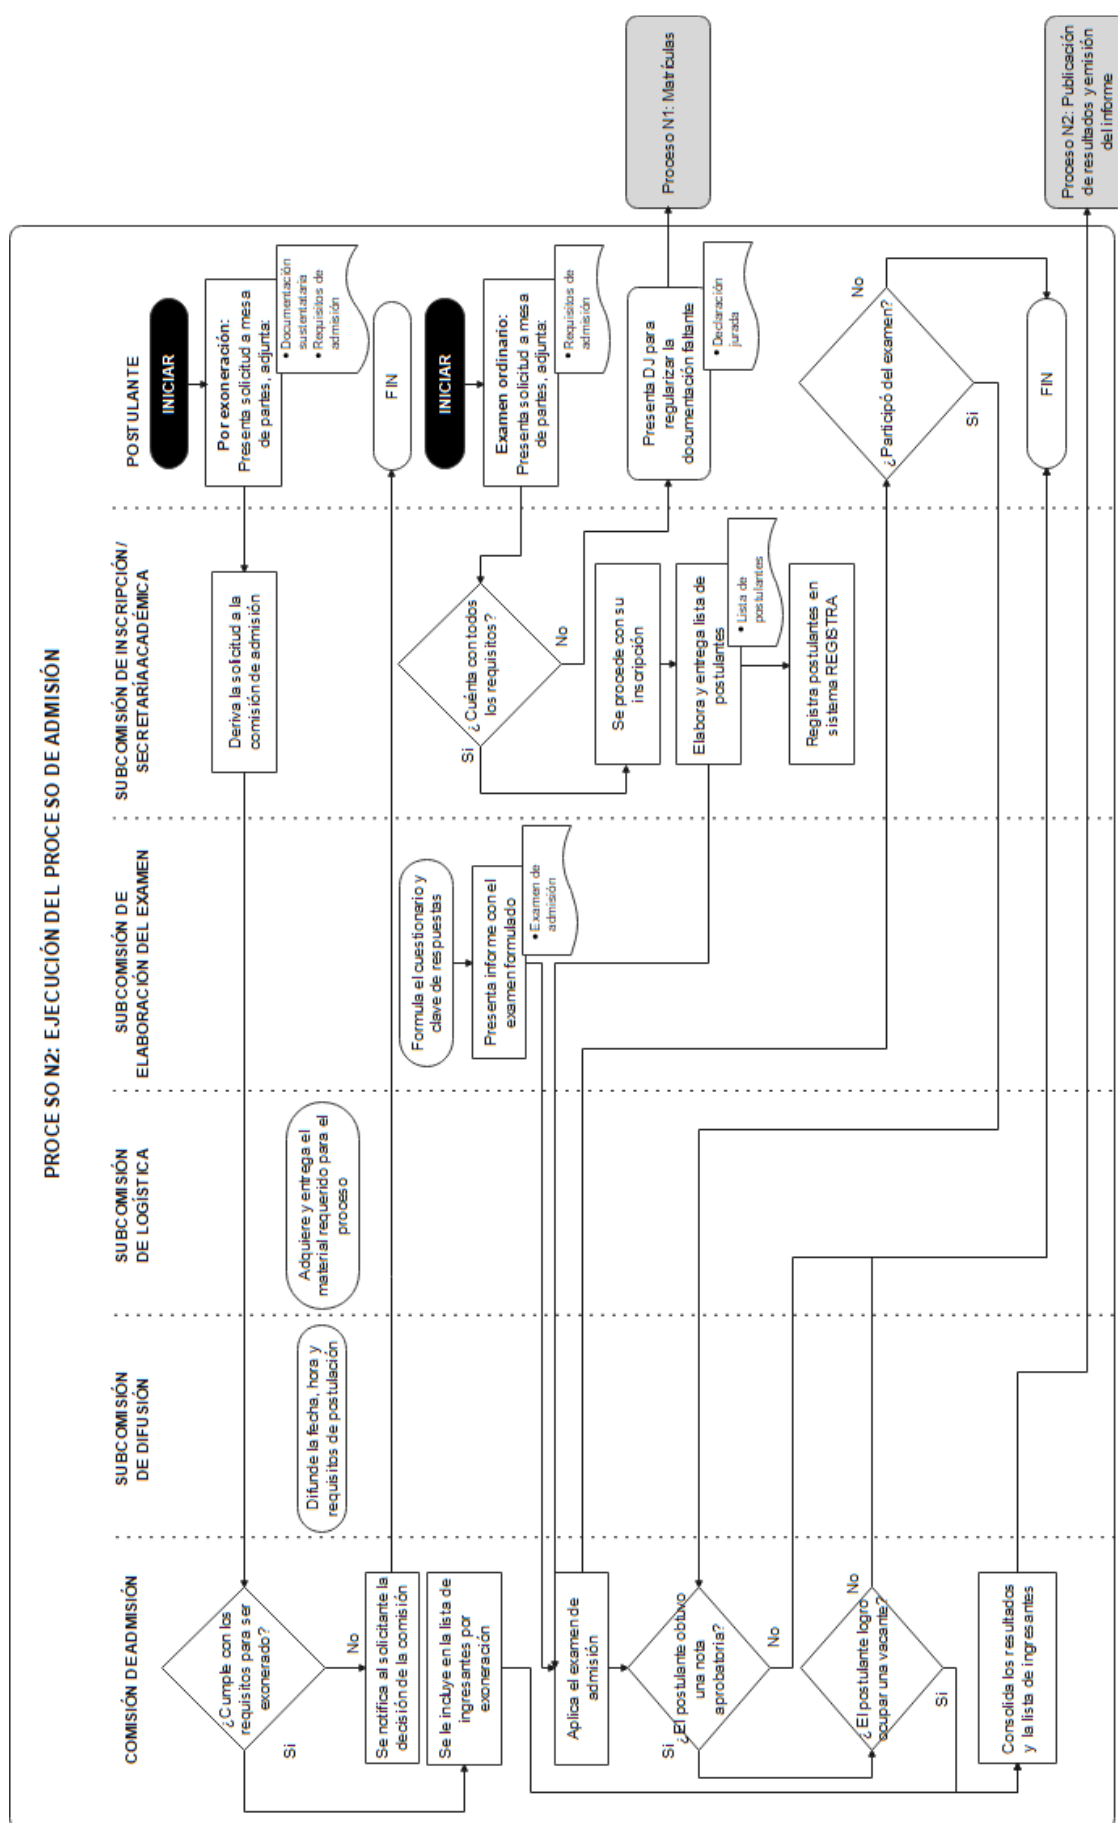 PROCESO N2: EJECUCIÓN DEL PROCESO DE ADMISIÓN
COMISIÓN DE ADMISIÓN
SUBCOMISIÓN
DE DIFUSIÓN
SUBCOMISIÓN
DE LOGÍSTICA
SUBCOMISIÓN DE
ELABORACIÓN DEL EXAMEN
SUBCOMISIÓN DE INSCRIPCIÓN/
SECRETARÍA ACADÉMICA
POSTULANTE
INICIAR
Por exoneración:
Presenta solicitud a mesa
de partes, adjunta:
• Documentación
sustentataria
• Requisitos de
admisión
Deriva la solicitud a la
comisión de admisión
¿Cumple con los
requisitos para ser
exonerado?
No
Si
Difunde la fecha, hora y
requisitos de postulación
Adquiere y entrega el
material requerido para el
proceso
Se notifica al solicitante la
decisión de la comisión
FIN
Se le incluye en la lista de
ingresantes por
exoneración
INICIAR
Examen ordinario:
Presenta solicitud a mesa
de partes, adjunta:
• Requisitos de
admisión
¿Cuénta con todos
los requisitos?
Si
No
Formula el cuestionario y
clave de respuestas
Presenta informe con el
examen formulado
• Examen de
admisión
Aplica el examen de
admisión
Se procede con su
inscripción
Presenta DJ para
regularizar la
documentación faltante
• Declaración
jurada
Proceso N1: Matrículas
Elabora y entrega lista de
postulantes
• Lista de
postulantes
Registra postulantes en
sistema REGISTRA
¿El postulante obtuvo
una nota
aprobatoria?
Si
No
¿Participó del examen?
No
Si
¿El postulante logro
ocupar una vacante?
No
Si
Consolida los resultados
y la lista de ingresantes
FIN
Proceso N2: Publicación
de resultados y emisión
del informe